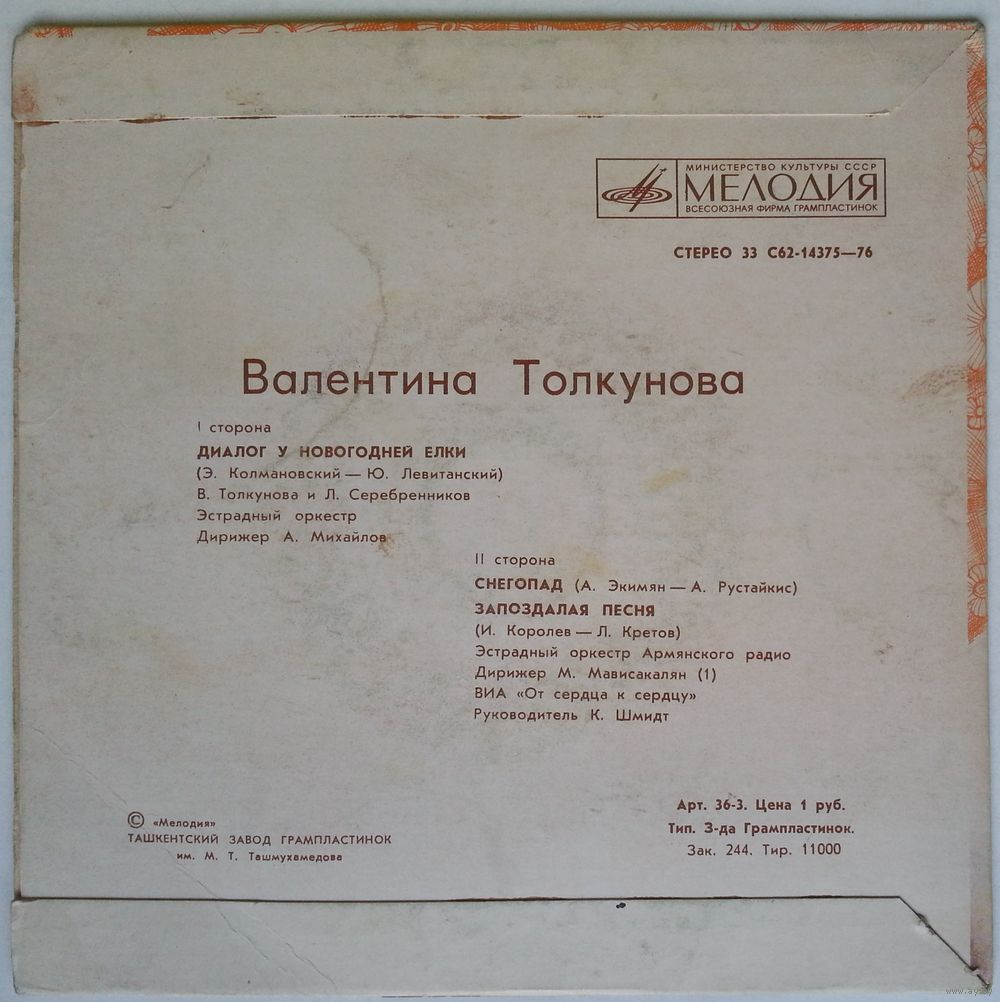 МИНИСТЕРСТВО КУЛЬТУРЫ СССР
МЕЛОДИЯ
ВСЕСОЮЗНАЯ ФИРМА ГРАМПЛАСТИНОК
СТЕРЕО 33 С62-14375—76
Валентина Толкунова
I сторона
ДИАЛОГ У НОВОГОДНЕЙ ЕЛКИ
(Э. Колмановский — Ю. Левитанский)
В. Толкунова и Л. Серебренников
Эстрадный оркестр
Дирижер А. Михайлов
II сторона
СНЕГОПАД (А. Экимян — А. Рустайкис)
ЗАПОЗДАЛАЯ ПЕСНЯ
(И. Королев — Л. Кретов)
Эстрадный оркестр Армянского радио
Дирижер М. Мависакалян (1)
ВИА «От сердца к сердцу»
Руководитель К. Шмидт
© «Мелодия»
ТАШКЕНТСКИЙ ЗАВОД ГРАМПЛАСТИНОК
им. М. Т. Ташмухамедова
Арт. 36-3. Цена 1 руб.
Тип. З-да Грампластинок.
Зак. 244. Тир. 11000